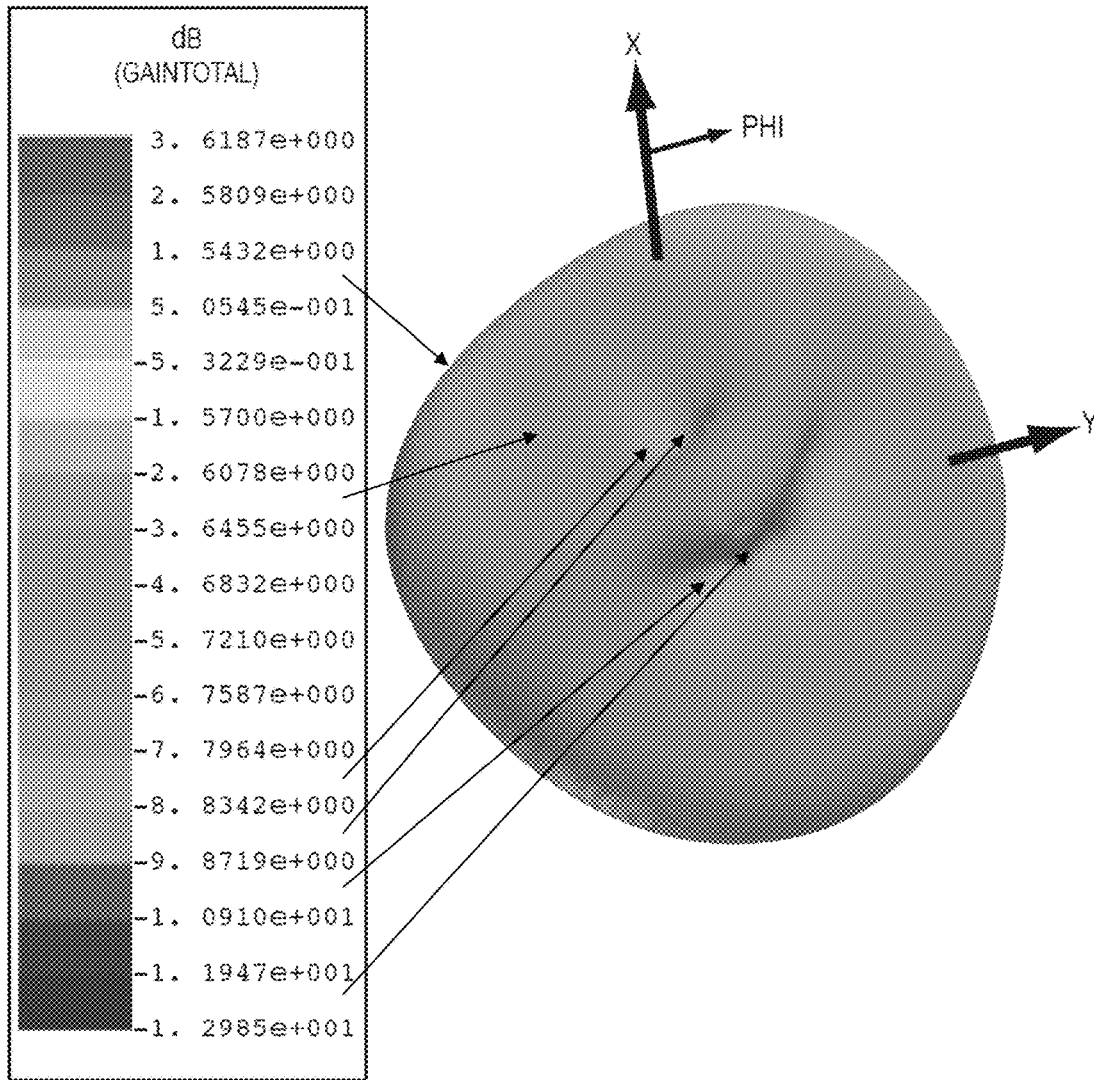 dB
(GAINTOTAL)
3. 6187e+000
2. 5809e+000
1. 5432e+000
5. 0545e-001
-5. 3229e-001
-1. 5700e+000
-2. 6078e+000
-3. 6455e+000
-4. 6832e+000
-5. 7210e+000
-6. 7587e+000
-7. 7964e+000
-8. 8342e+000
-9. 8719e+000
-1. 0910e+001
-1. 1947e+001
-1. 2985e+001
X
PHI
Y